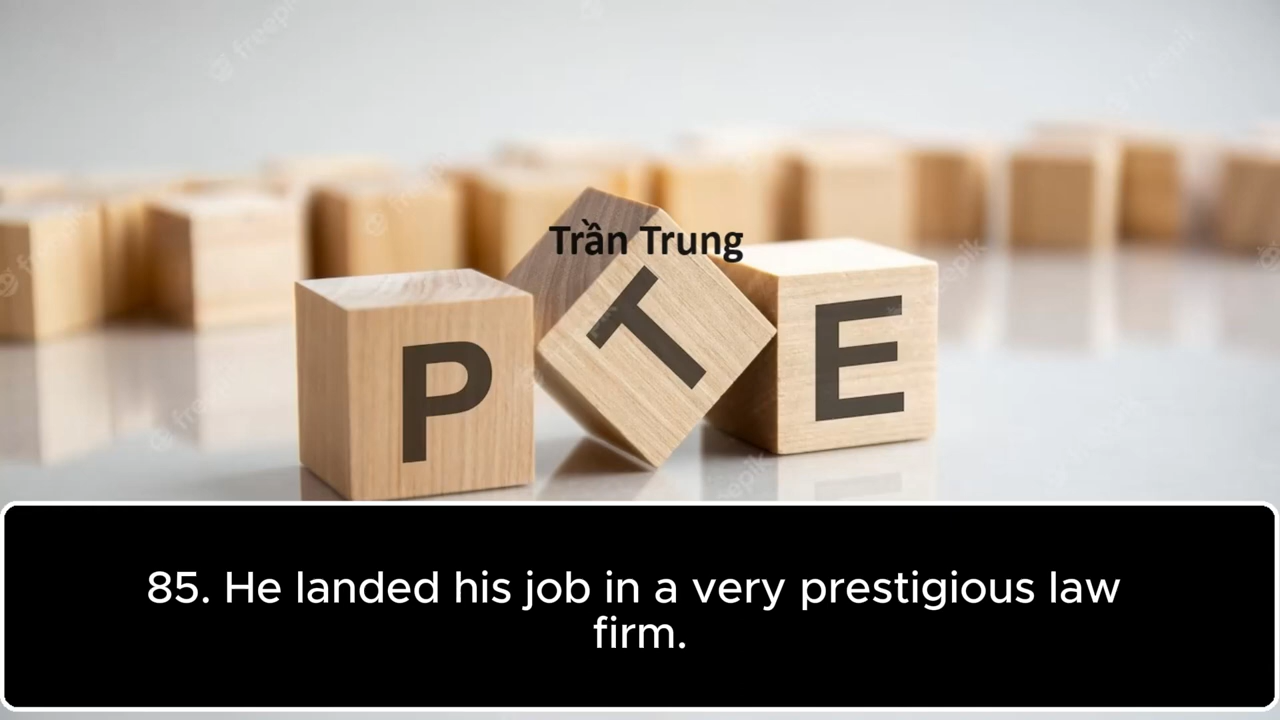 Trần Trung
P T E
85. He landed his job in a very prestigious law
firm.